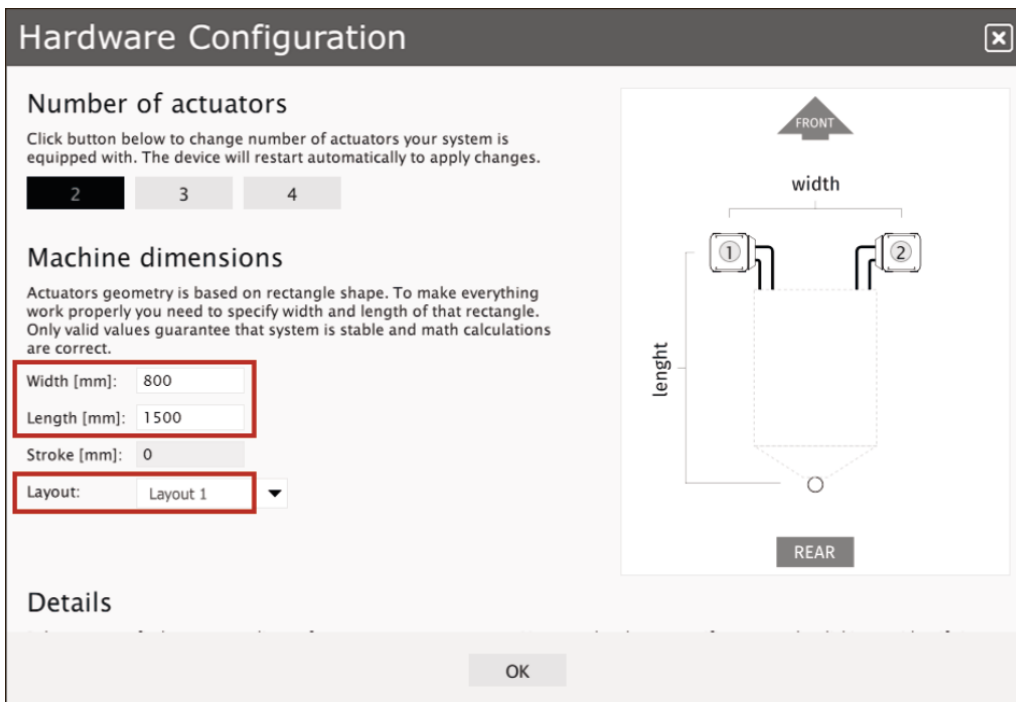 Hardware Configuration
Number of actuators
Click button below to change number of actuators your system is
equipped with. The device will restart automatically to apply changes.
2 3 4
Machine dimensions
Actuators geometry is based on rectangle shape. To make everything
work properly you need to specify width and length of that rectangle.
Only valid values guarantee that system is stable and math calculations
are correct.
Width [mm]: 800
Length [mm]: 1500
Stroke [mm]: 0
Layout: Layout 1
Details
FRONT
width
1 2
lenght
REAR
OK